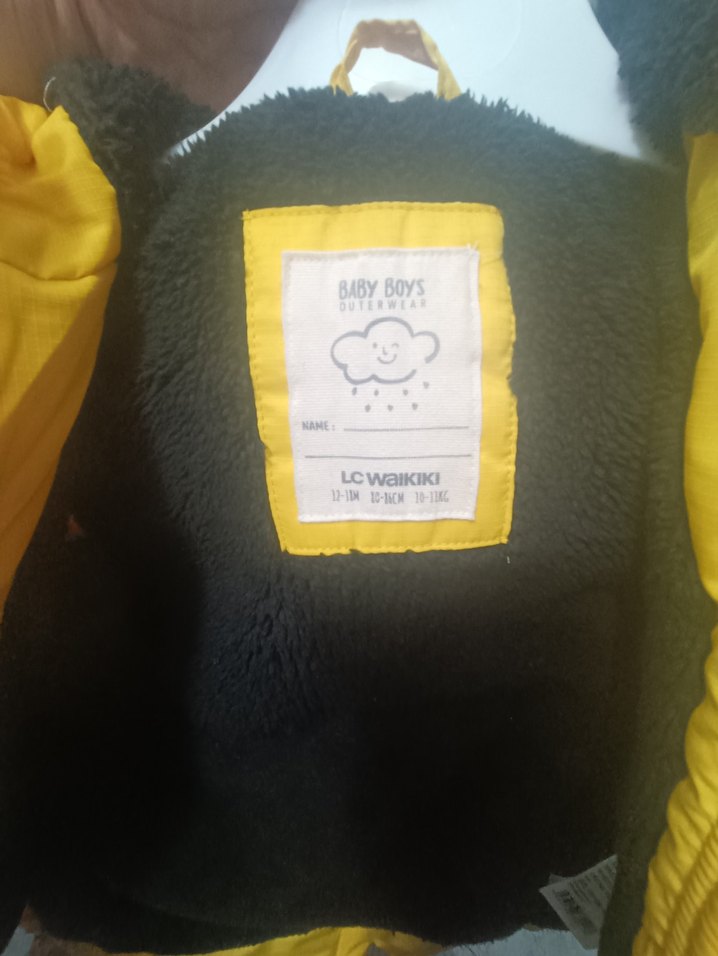 BABY BOYS
OUTERWEAR
NAME:
LC WAIKIKI
12-18M 80-86CM 10-11KG